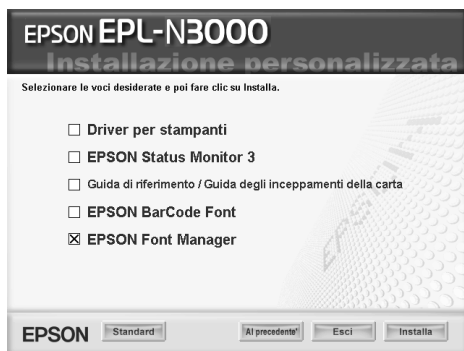 EPSON EPL-N3000
Installazione personalizzata
Selezionare le voci desiderate e poi fare clic su Installa.
Driver per stampanti
EPSON Status Monitor 3
Guida di riferimento / Guida degli inceppamenti della carta
EPSON BarCode Font
EPSON Font Manager
EPSON
EPSON Standard Al precedente' Esci Installa